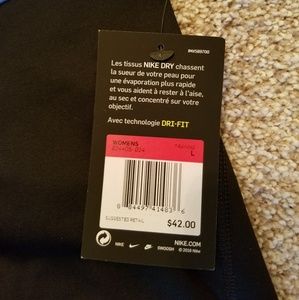 Les tissus NIKE DRY chassent
la sueur de votre peau pour
une évaporation plus rapide
et vous aident à rester à l'aise,
au sec et concentré sur votre
objectif.
Avec technologie DRI-FIT
WOMENS
L
SUGGESTED RETAIL
$42.00
NIKE
SWOOSH
NIKE.COM
© 2016 Nike